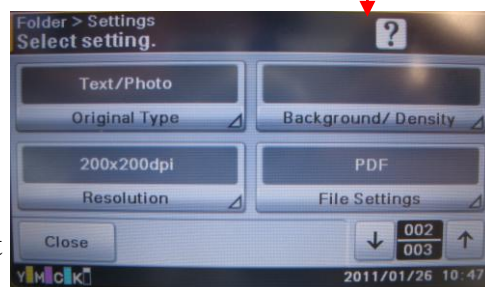 Folder > Settings
Select setting.
?
Text/Photo
Original Type
Background/ Density
200x200dpi
Resolution
PDF
File Settings
Close
002
003
Y M C K
2011/01/26 10:47